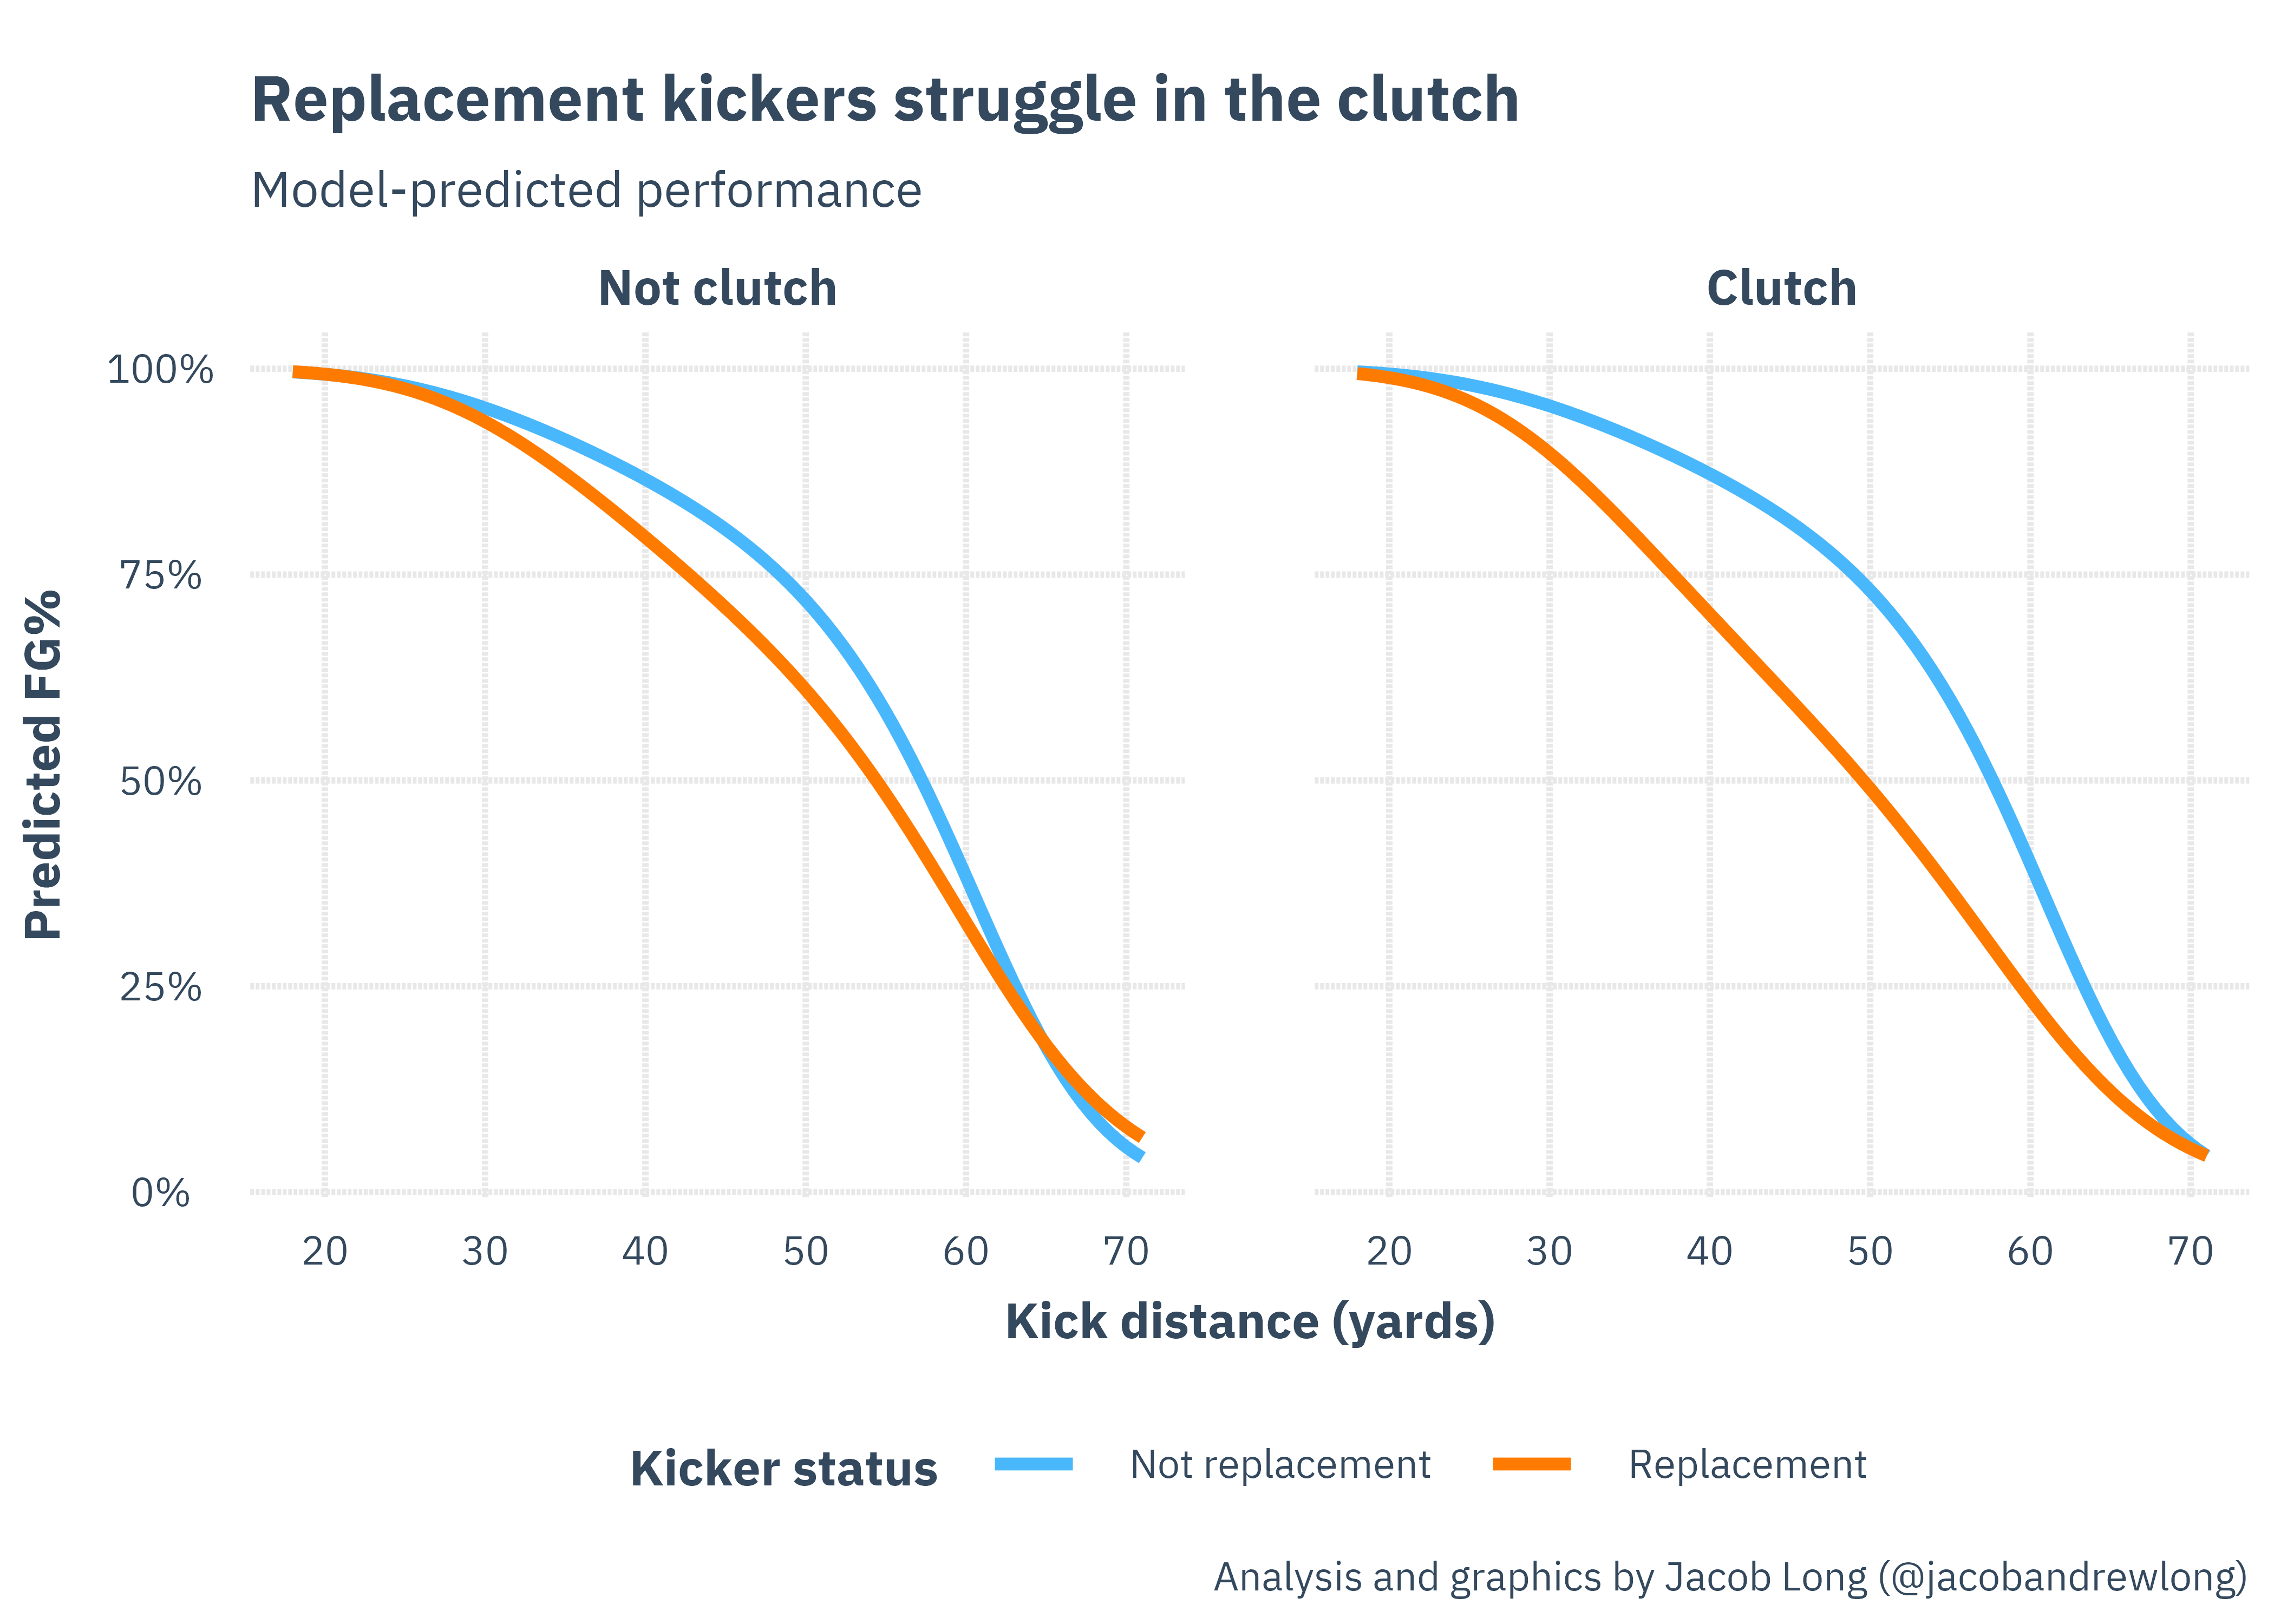 Replacement kickers struggle in the clutch
Model-predicted performance
Not clutch
Clutch
Predicted FG%
100%
75%
50%
25%
0%
20 30 40 50 60 70
20 30 40 50 60 70
Kick distance (yards)
Kicker status Not replacement Replacement
Analysis and graphics by Jacob Long (@jacobandrewlong)